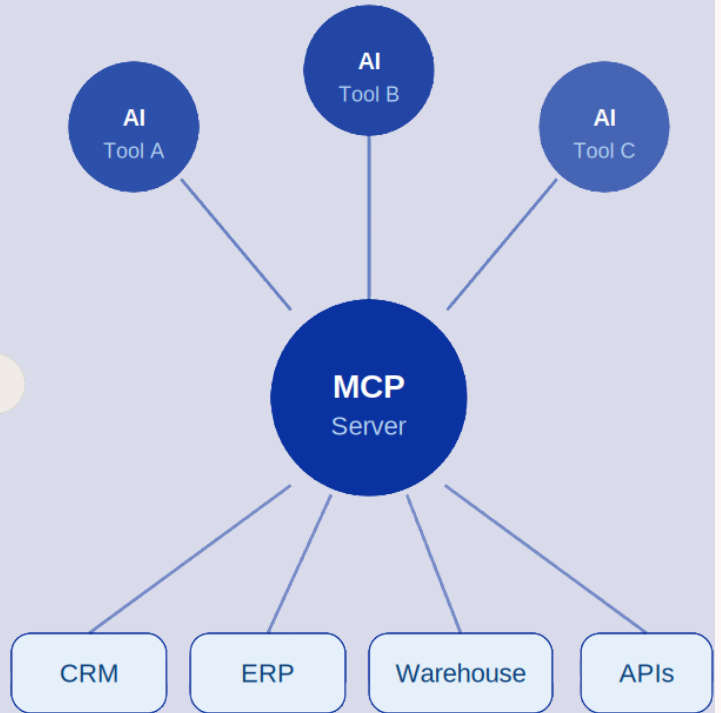 AI
Tool B
AI
Tool A
AI
Tool C
MCP
Server
CRM
ERP
Warehouse
APIs